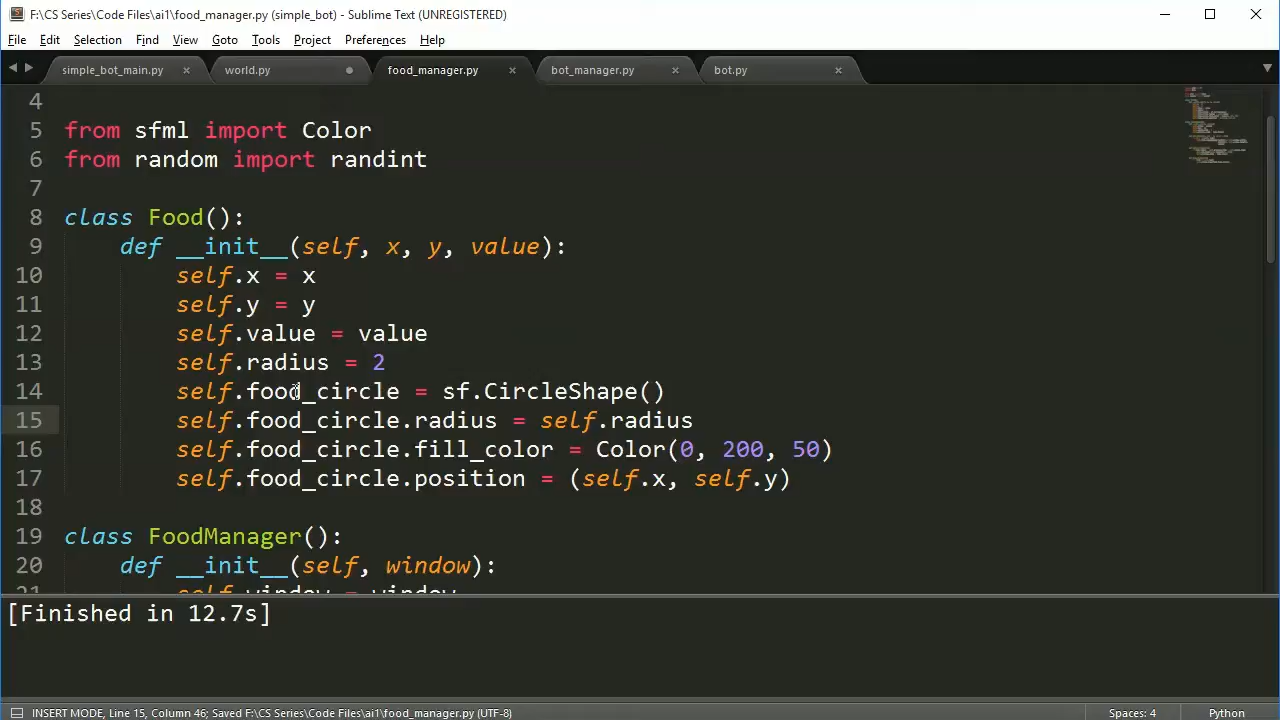 F:\CS Series\Code Files\ai1\food_manager.py (simple_bot) - Sublime Text (UNREGISTERED)
File Edit Selection Find View Goto Tools Project Preferences Help
simple_bot_main.py world.py food_manager.py bot_manager.py bot.py
4
5 from sfml import Color
6 from random import randint
7
8 class Food():
9 def __init__(self, x, y, value):
10 self.x = x
11 self.y = y
12 self.value = value
13 self.radius = 2
14 self.food_circle = sf.CircleShape()
15 self.food_circle.radius = self.radius
16 self.food_circle.fill_color = Color(0, 200, 50)
17 self.food_circle.position = (self.x, self.y)
18
19 class FoodManager():
20 def __init__(self, window):
21 self.window = window
[Finished in 12.7s]
INSERT MODE, Line 15, Column 46; Saved F:\CS Series\Code Files\ai1\food_manager.py (UTF-8) Spaces: 4 Python